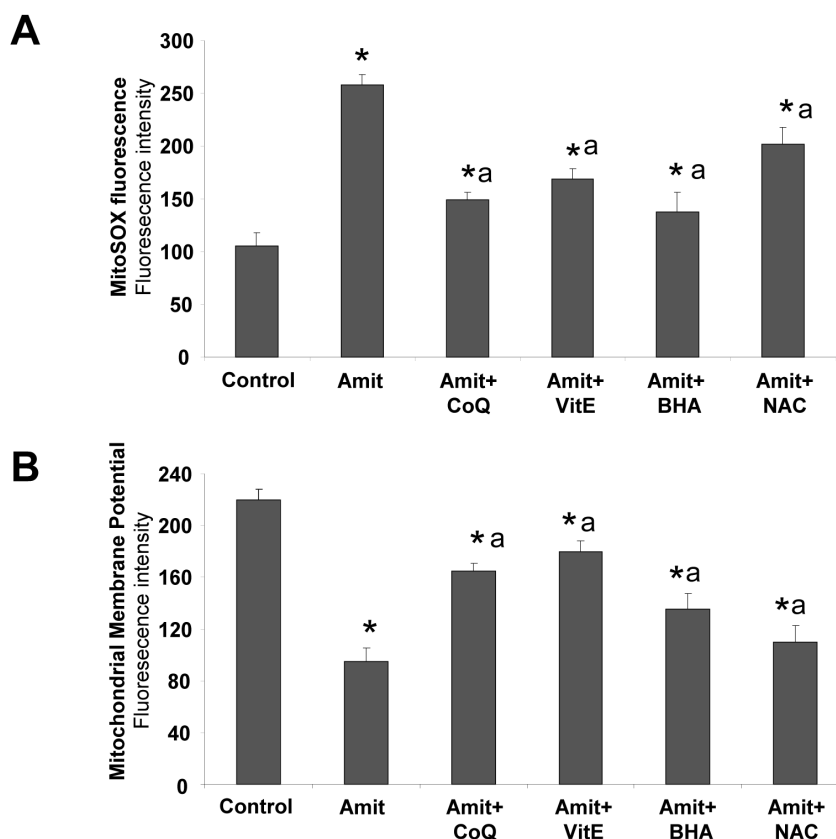 A
MitoSOX fluorescence
Fluoresecence intensity
300
250
200
150
100
50
0
*
*a
*a
*a
*a
Control
Amit
Amit+
CoQ
Amit+
VitE
Amit+
BHA
Amit+
NAC
B
Mitochondrial Membrane Potential
Fluoresecence intensity
240
200
160
120
80
40
0
*
*a
*a
*a
*a
Control
Amit
Amit+
CoQ
Amit+
VitE
Amit+
BHA
Amit+
NAC